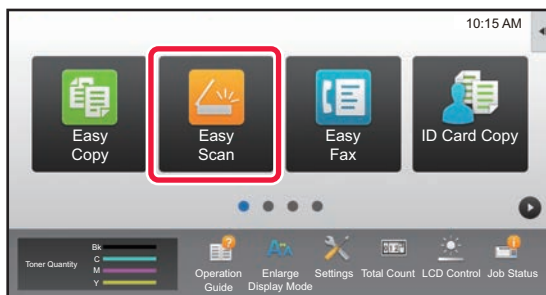 10:15 AM
Easy
Copy
Easy
Scan
Easy
Fax
ID Card Copy
Toner Quantity
Bk
C
M
Y
Operation
Guide
Enlarge
Display Mode
Settings
Total Count
LCD Control
Job Status